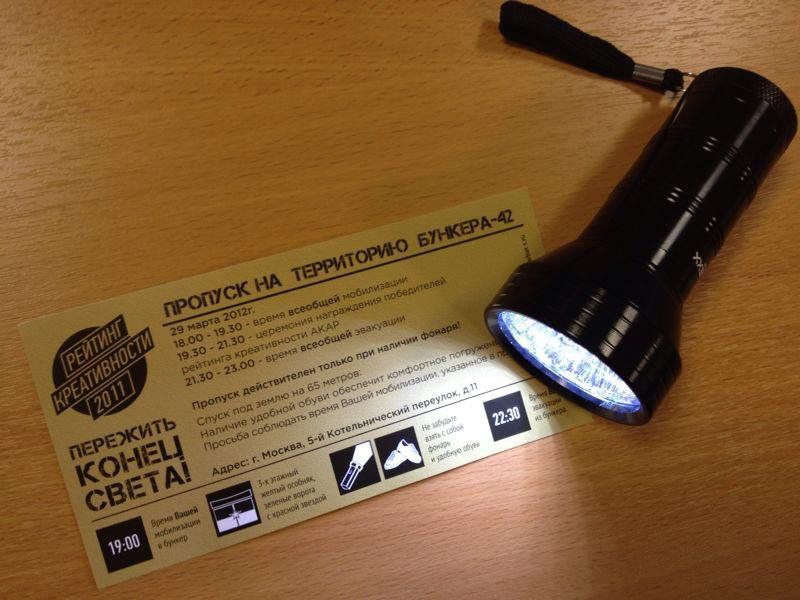 ПРОПУСК НА ТЕРРИТОРИЮ БУНКЕРА-42
29 марта 2012г.
18.00 - 19.30 - время всеобщей мобилизации
19.30 - 21.30 - церемония награждения победителей
рейтинга креативности АКАР
21.30 - 23.00 - время всеобщей эвакуации
Пропуск действителен только при наличии фонаря!
Спуск под землю на 65 метров:
Наличие удобной обуви обеспечит комфортное
Просьба соблюдать время Вашей мобилизации, указанное в
Адрес: г. Москва, 5-й Котельнический переулок, д.11
РЕЙТИНГ
КРЕАТИВНОСТИ
2011
ПЕРЕЖИТЬ
КОНЕЦ
СВЕТА!
19:00
Время Вашей
мобилизации
в бункер
3-х этажный
желтый особняк,
зеленые ворота
с красной звездой
Не забудьте
взять с собой
фонарь
и удобную обувь
22:30
Время
эвакуации
из бункера